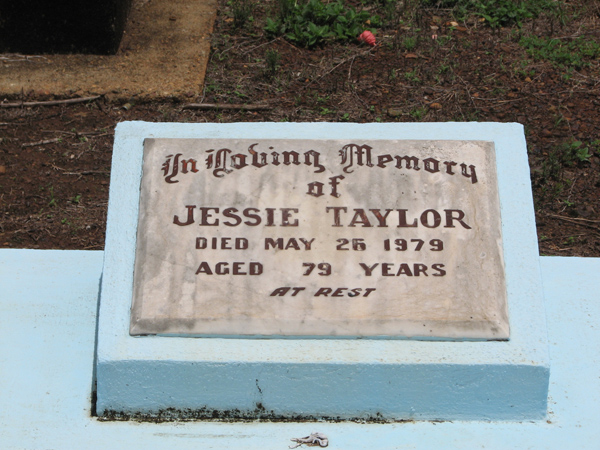 In Loving Memory
of
JESSIE TAYLOR
DIED MAY 26 1979
AGED 79 YEARS
AT REST